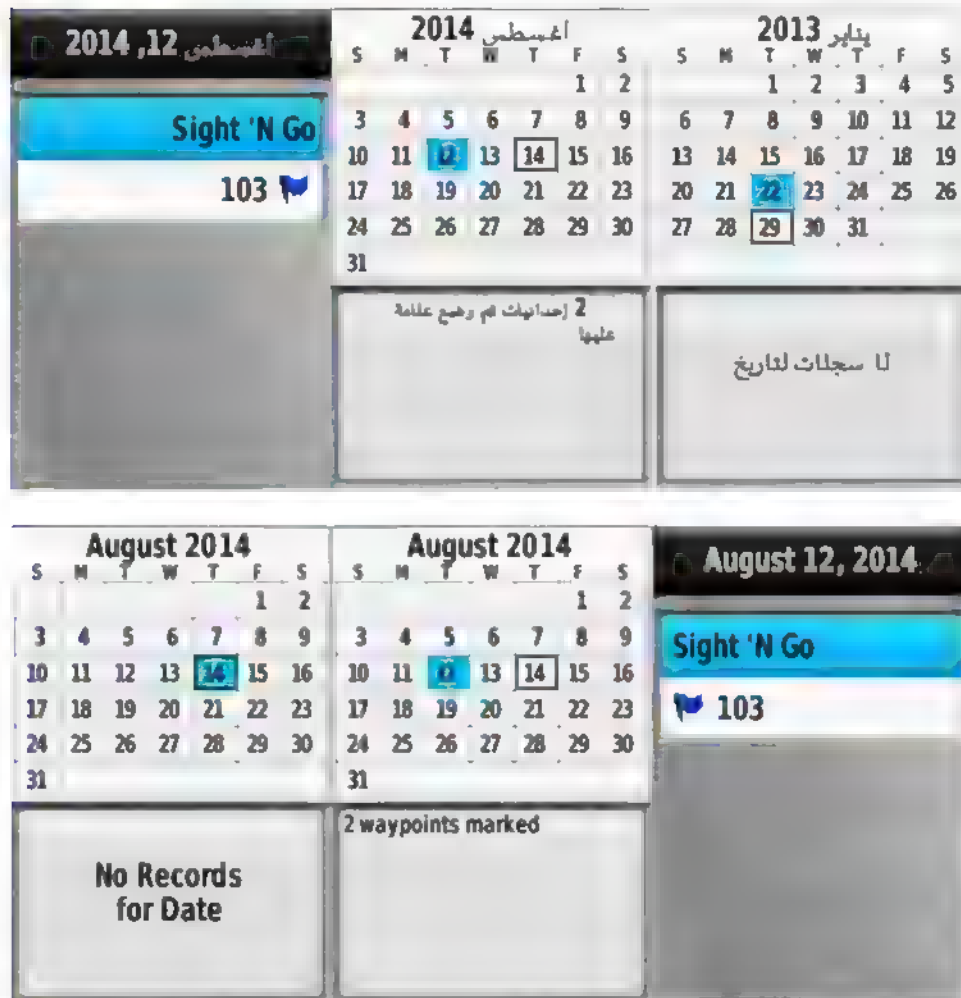 أغسطس 12, 2014
Sight 'N Go
103
أغسطس 2014
S M T W T F S
1 2
3 4 5 6 7 8 9
10 11 12 13 14 15 16
17 18 19 20 21 22 23
24 25 26 27 28 29 30
31
2 إحداثيات تم وضع علامة
عليها
يناير 2013
S M T W T F S
1 2 3 4 5
6 7 8 9 10 11 12
13 14 15 16 17 18 19
20 21 22 23 24 25 26
27 28 29 30 31
لا سجلات لتاريخ
August 2014
S M T W T F S
1 2
3 4 5 6 7 8 9
10 11 12 13 14 15 16
17 18 19 20 21 22 23
24 25 26 27 28 29 30
31
No Records
for Date
August 2014
S M T W T F S
1 2
3 4 5 6 7 8 9
10 11 12 13 14 15 16
17 18 19 20 21 22 23
24 25 26 27 28 29 30
31
2 waypoints marked
August 12, 2014
Sight 'N Go
103